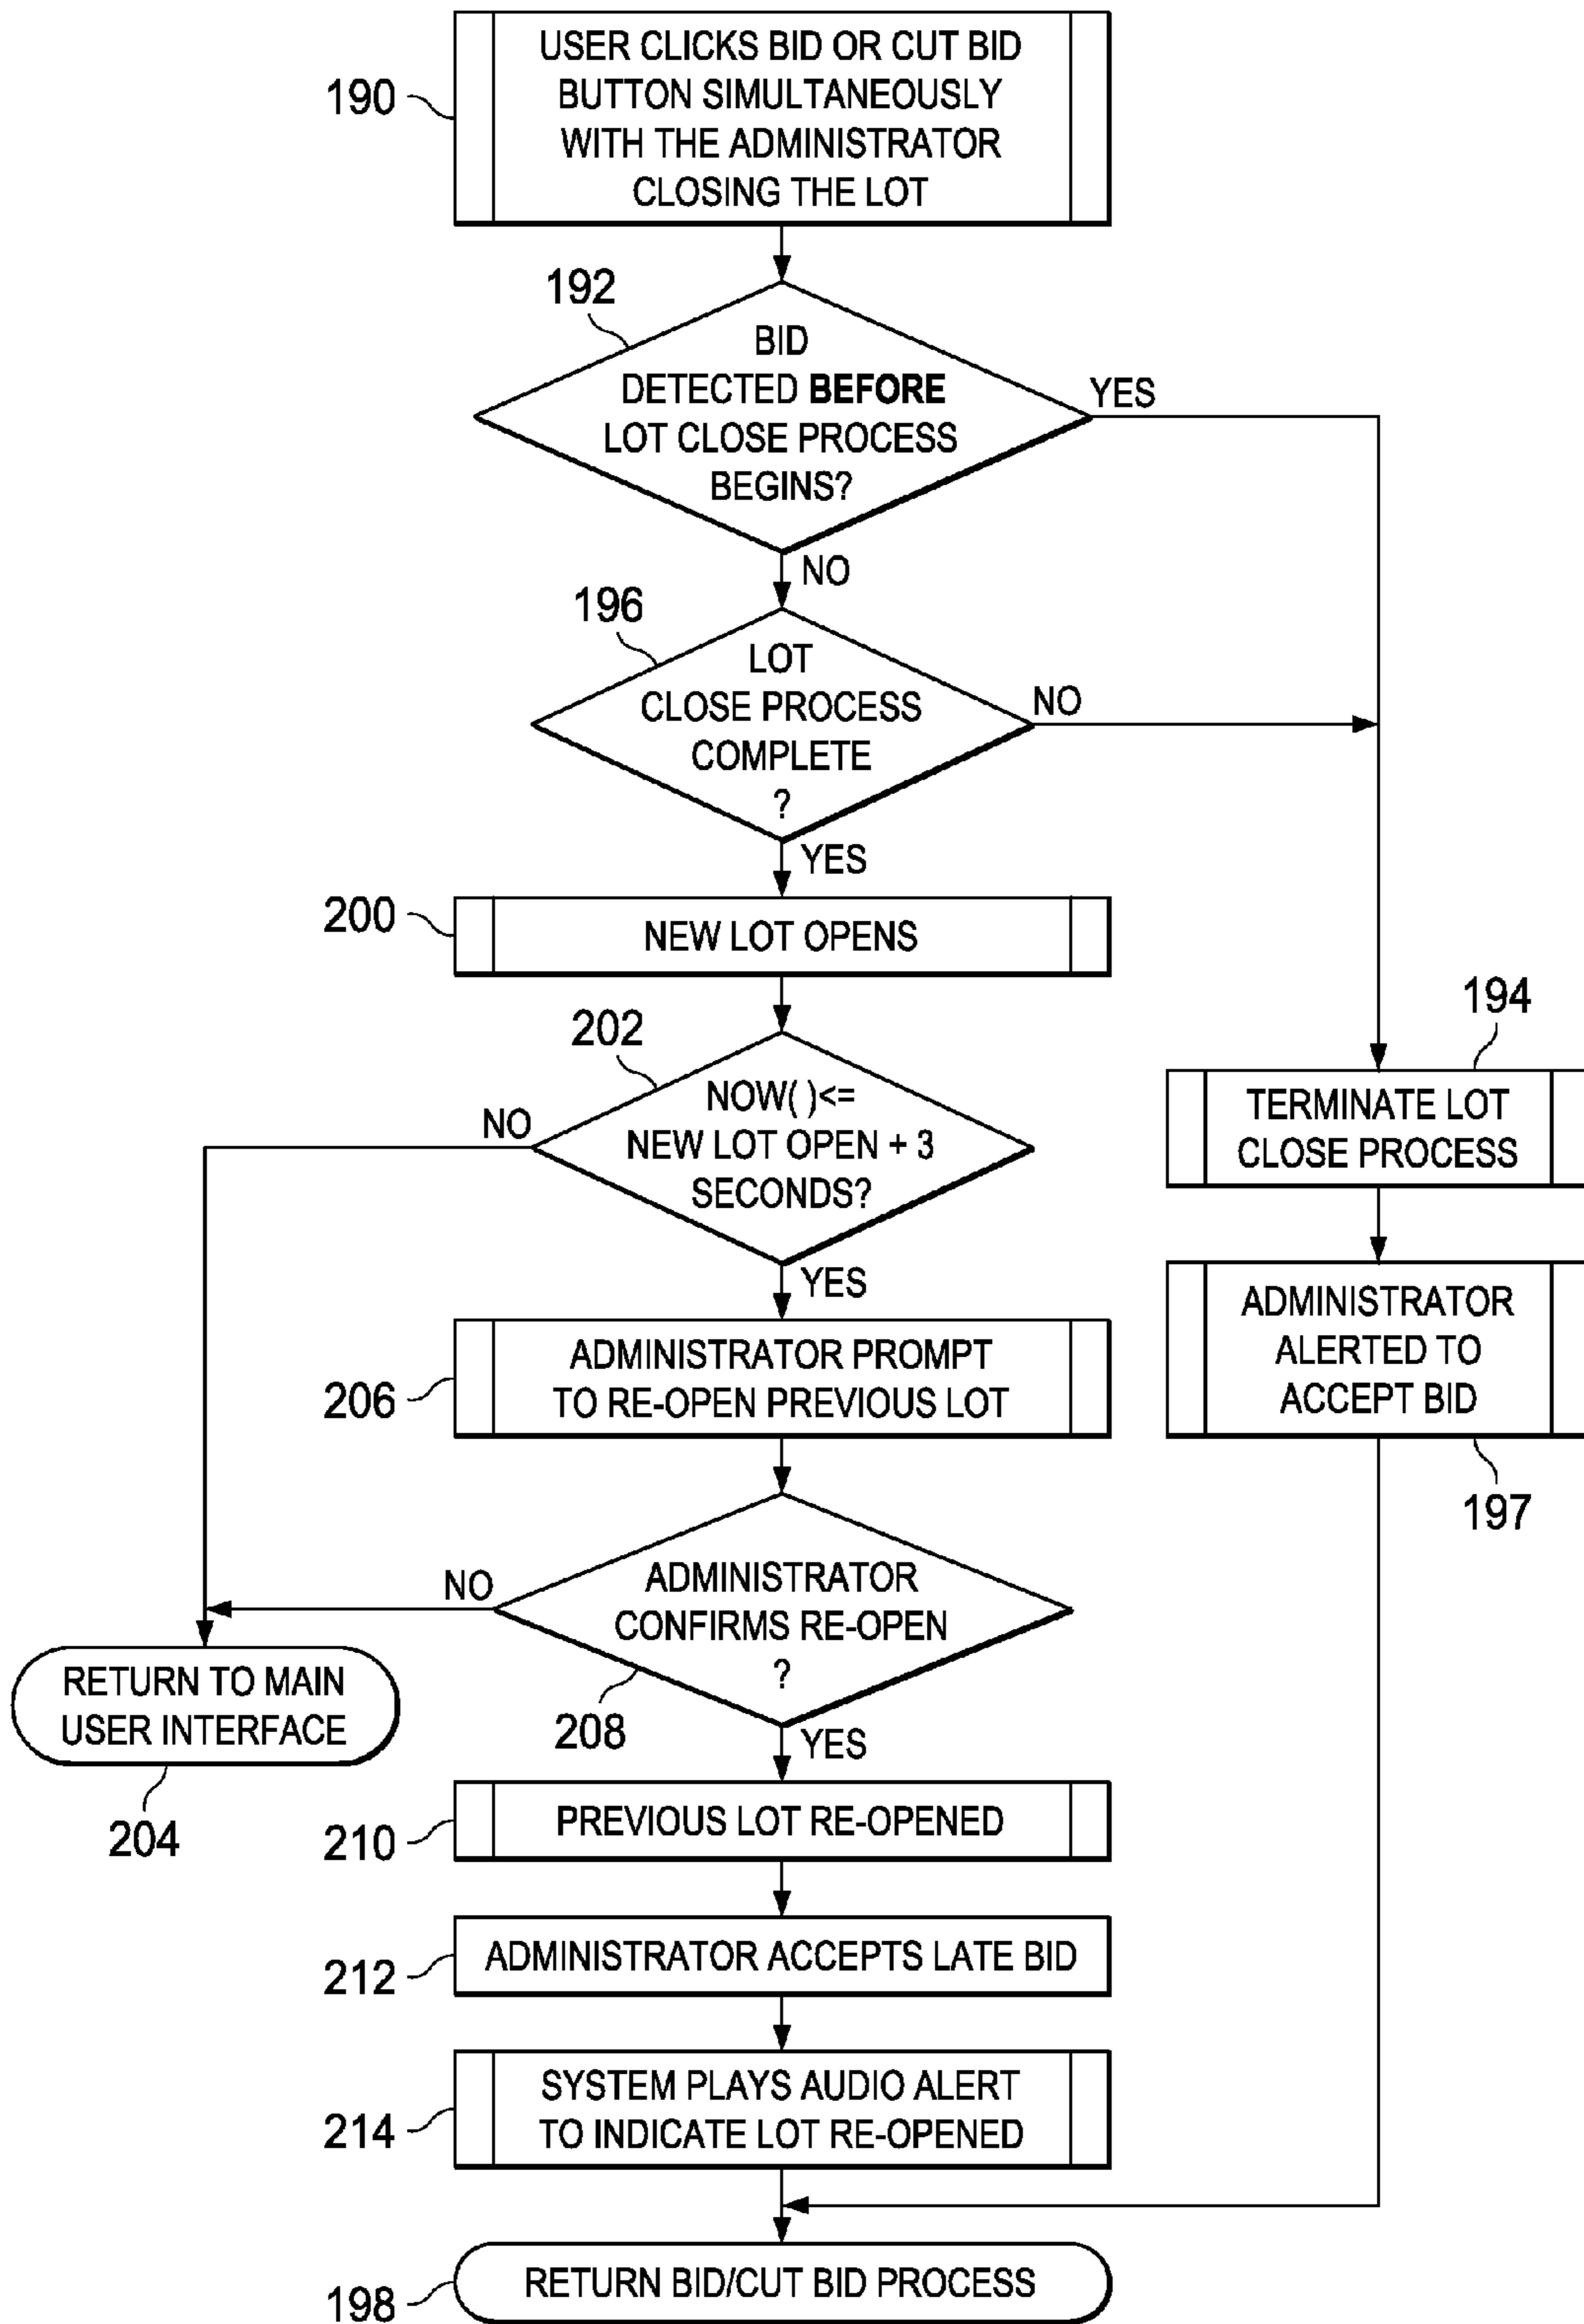 190
USER CLICKS BID OR CUT BID
BUTTON SIMULTANEOUSLY
WITH THE ADMINISTRATOR
CLOSING THE LOT
192
BID
DETECTED BEFORE
LOT CLOSE PROCESS
BEGINS?
YES
NO
196
LOT
CLOSE PROCESS
COMPLETE
?
NO
YES
200
NEW LOT OPENS
202
NOW( )<=
NEW LOT OPEN + 3
SECONDS?
NO
YES
194
TERMINATE LOT
CLOSE PROCESS
ADMINISTRATOR
ALERTED TO
ACCEPT BID
197
206
ADMINISTRATOR PROMPT
TO RE-OPEN PREVIOUS LOT
ADMINISTRATOR
CONFIRMS RE-OPEN
?
NO
208
YES
RETURN TO MAIN
USER INTERFACE
204
210
PREVIOUS LOT RE-OPENED
212
ADMINISTRATOR ACCEPTS LATE BID
214
SYSTEM PLAYS AUDIO ALERT
TO INDICATE LOT RE-OPENED
198
RETURN BID/CUT BID PROCESS